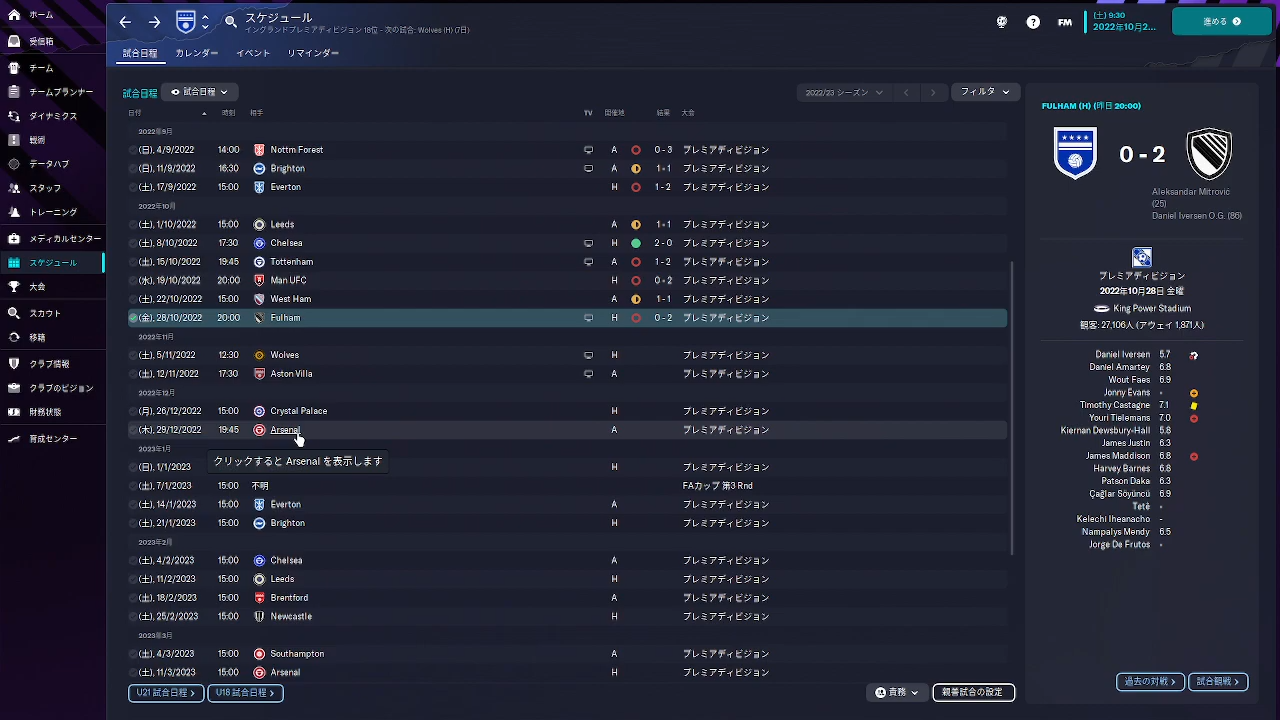 ホーム
受信箱
チーム
チームプランナー
ダイナミクス
戦術
データハブ
スタッフ
トレーニング
メディカルセンター
スケジュール
大会
スカウト
移籍
クラブ情報
クラブのビジョン
財務状態
育成センター
スケジュール
イングランドプレミアディビジョン 18位 - 次の試合: Wolves (H) (7日)
FM
(土) 9:30
2022年10月2...
進める
試合日程 カレンダー イベント リマインダー
試合日程 試合日程 2022/23 シーズン フィルタ
日付 時刻 相手 TV 開催地 結果 大会
2022年9月
(日), 4/9/2022 14:00 Nottm Forest A 0-3 プレミアディビジョン
(日), 11/9/2022 16:30 Brighton A 1-1 プレミアディビジョン
(土), 17/9/2022 15:00 Everton H 1-2 プレミアディビジョン
2022年10月
(土), 1/10/2022 15:00 Leeds A 1-1 プレミアディビジョン
(土), 8/10/2022 17:30 Chelsea H 2-0 プレミアディビジョン
(土), 15/10/2022 19:45 Tottenham A 1-2 プレミアディビジョン
(水), 19/10/2022 20:00 Man UFC H 0-2 プレミアディビジョン
(土), 22/10/2022 15:00 West Ham A 1-1 プレミアディビジョン
(金), 28/10/2022 20:00 Fulham H 0-2 プレミアディビジョン
2022年11月
(土), 5/11/2022 12:30 Wolves H プレミアディビジョン
(土), 12/11/2022 17:30 Aston Villa A プレミアディビジョン
2022年12月
(月), 26/12/2022 15:00 Crystal Palace H プレミアディビジョン
(木), 29/12/2022 19:45 Arsenal A プレミアディビジョン
2023年1月
クリックすると Arsenal を表示します
(日), 1/1/2023 H プレミアディビジョン
(土), 7/1/2023 15:00 不明 FAカップ 第3 Rnd
(土), 14/1/2023 15:00 Everton A プレミアディビジョン
(土), 21/1/2023 15:00 Brighton H プレミアディビジョン
2023年2月
(土), 4/2/2023 15:00 Chelsea A プレミアディビジョン
(土), 11/2/2023 15:00 Leeds H プレミアディビジョン
(土), 18/2/2023 15:00 Brentford A プレミアディビジョン
(土), 25/2/2023 15:00 Newcastle H プレミアディビジョン
2023年3月
(土), 4/3/2023 15:00 Southampton A プレミアディビジョン
(土), 11/3/2023 15:00 Arsenal H プレミアディビジョン
U21 試合日程 U18 試合日程 責務 親善試合の設定
FULHAM (H) (昨日 20:00)
0 - 2
Aleksandar Mitrović
(25)
Daniel Iversen O.G. (86)
プレミアディビジョン
2022年10月28日 金曜
King Power Stadium
観客: 27,106人 (アウェイ 1,871人)
Daniel Iversen 5.7
Daniel Amartey 6.8
Wout Faes 6.9
Jonny Evans -
Timothy Castagne 7.1
Youri Tielemans 7.0
Kiernan Dewsbury-Hall 5.8
James Justin 6.3
James Maddison 6.8
Harvey Barnes 6.8
Patson Daka 6.3
Çağlar Söyüncü 6.9
Tetê -
Kelechi Iheanacho -
Nampalys Mendy 6.5
Jorge De Frutos -
過去の対戦 試合観戦